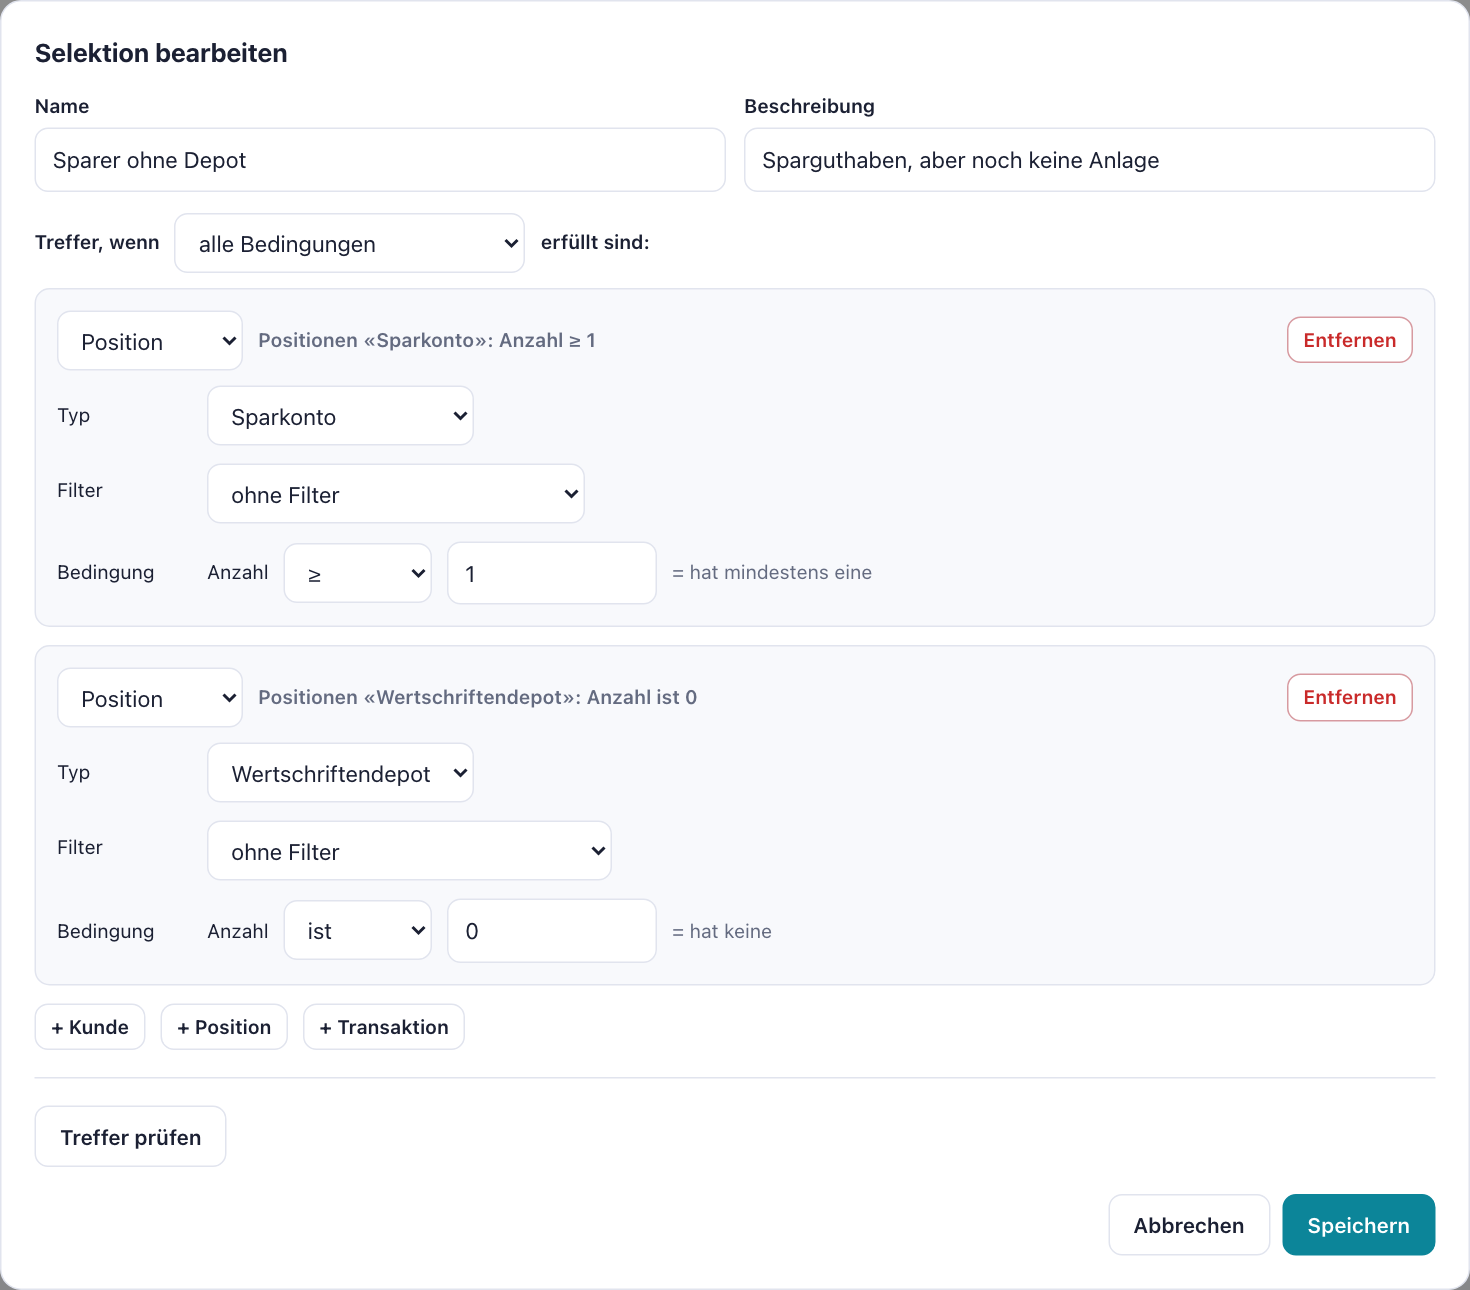 Selektion bearbeiten
Name
Beschreibung
Sparer ohne Depot
Sparguthaben, aber noch keine Anlage
Treffer, wenn alle Bedingungen erfüllt sind:
Position Positionen «Sparkonto»: Anzahl ≥ 1 Entfernen
Typ Sparkonto
Filter ohne Filter
Bedingung Anzahl ≥ 1 = hat mindestens eine
Position Positionen «Wertschriftendepot»: Anzahl ist 0 Entfernen
Typ Wertschriftendepot
Filter ohne Filter
Bedingung Anzahl ist 0 = hat keine
+ Kunde + Position + Transaktion
Treffer prüfen
Abbrechen Speichern